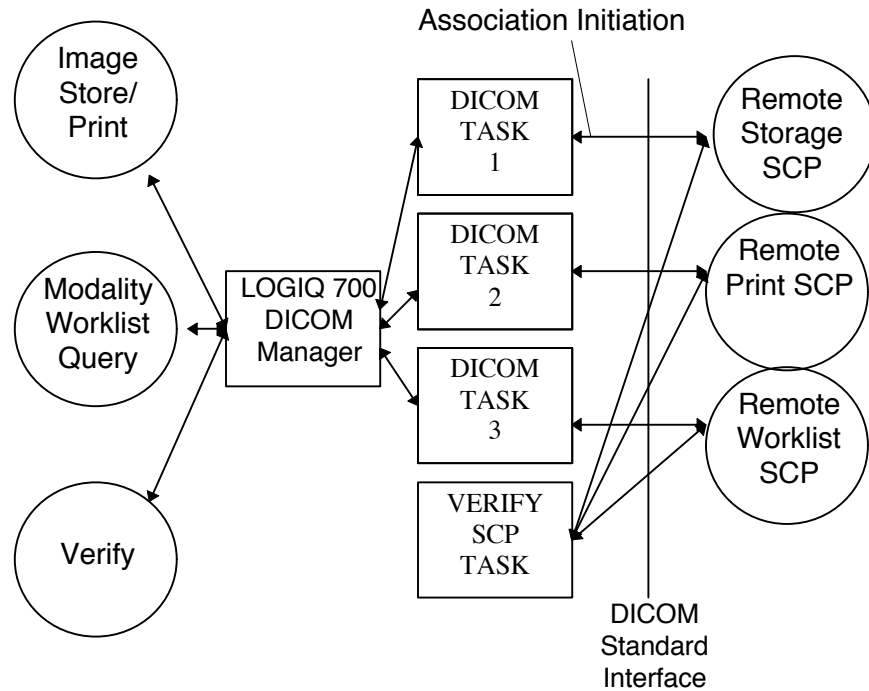 Association Initiation
Image
Store/
Print
DICOM
TASK
1
Remote
Storage
SCP
Modality
Worklist
Query
LOGIQ 700
DICOM
Manager
DICOM
TASK
2
Remote
Print SCP
DICOM
TASK
3
Remote
Worklist
SCP
Verify
VERIFY
SCP
TASK
DICOM
Standard
Interface